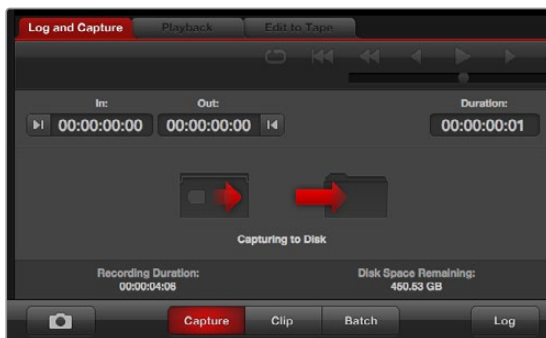 Log and Capture Playback Edit to Tape
In: Out: Duration:
00:00:00:00 00:00:00:00 00:00:00:01
Capturing to Disk
Recording Duration: Disk Space Remaining:
00:00:04:06 450.53 GB
Capture Clip Batch Log